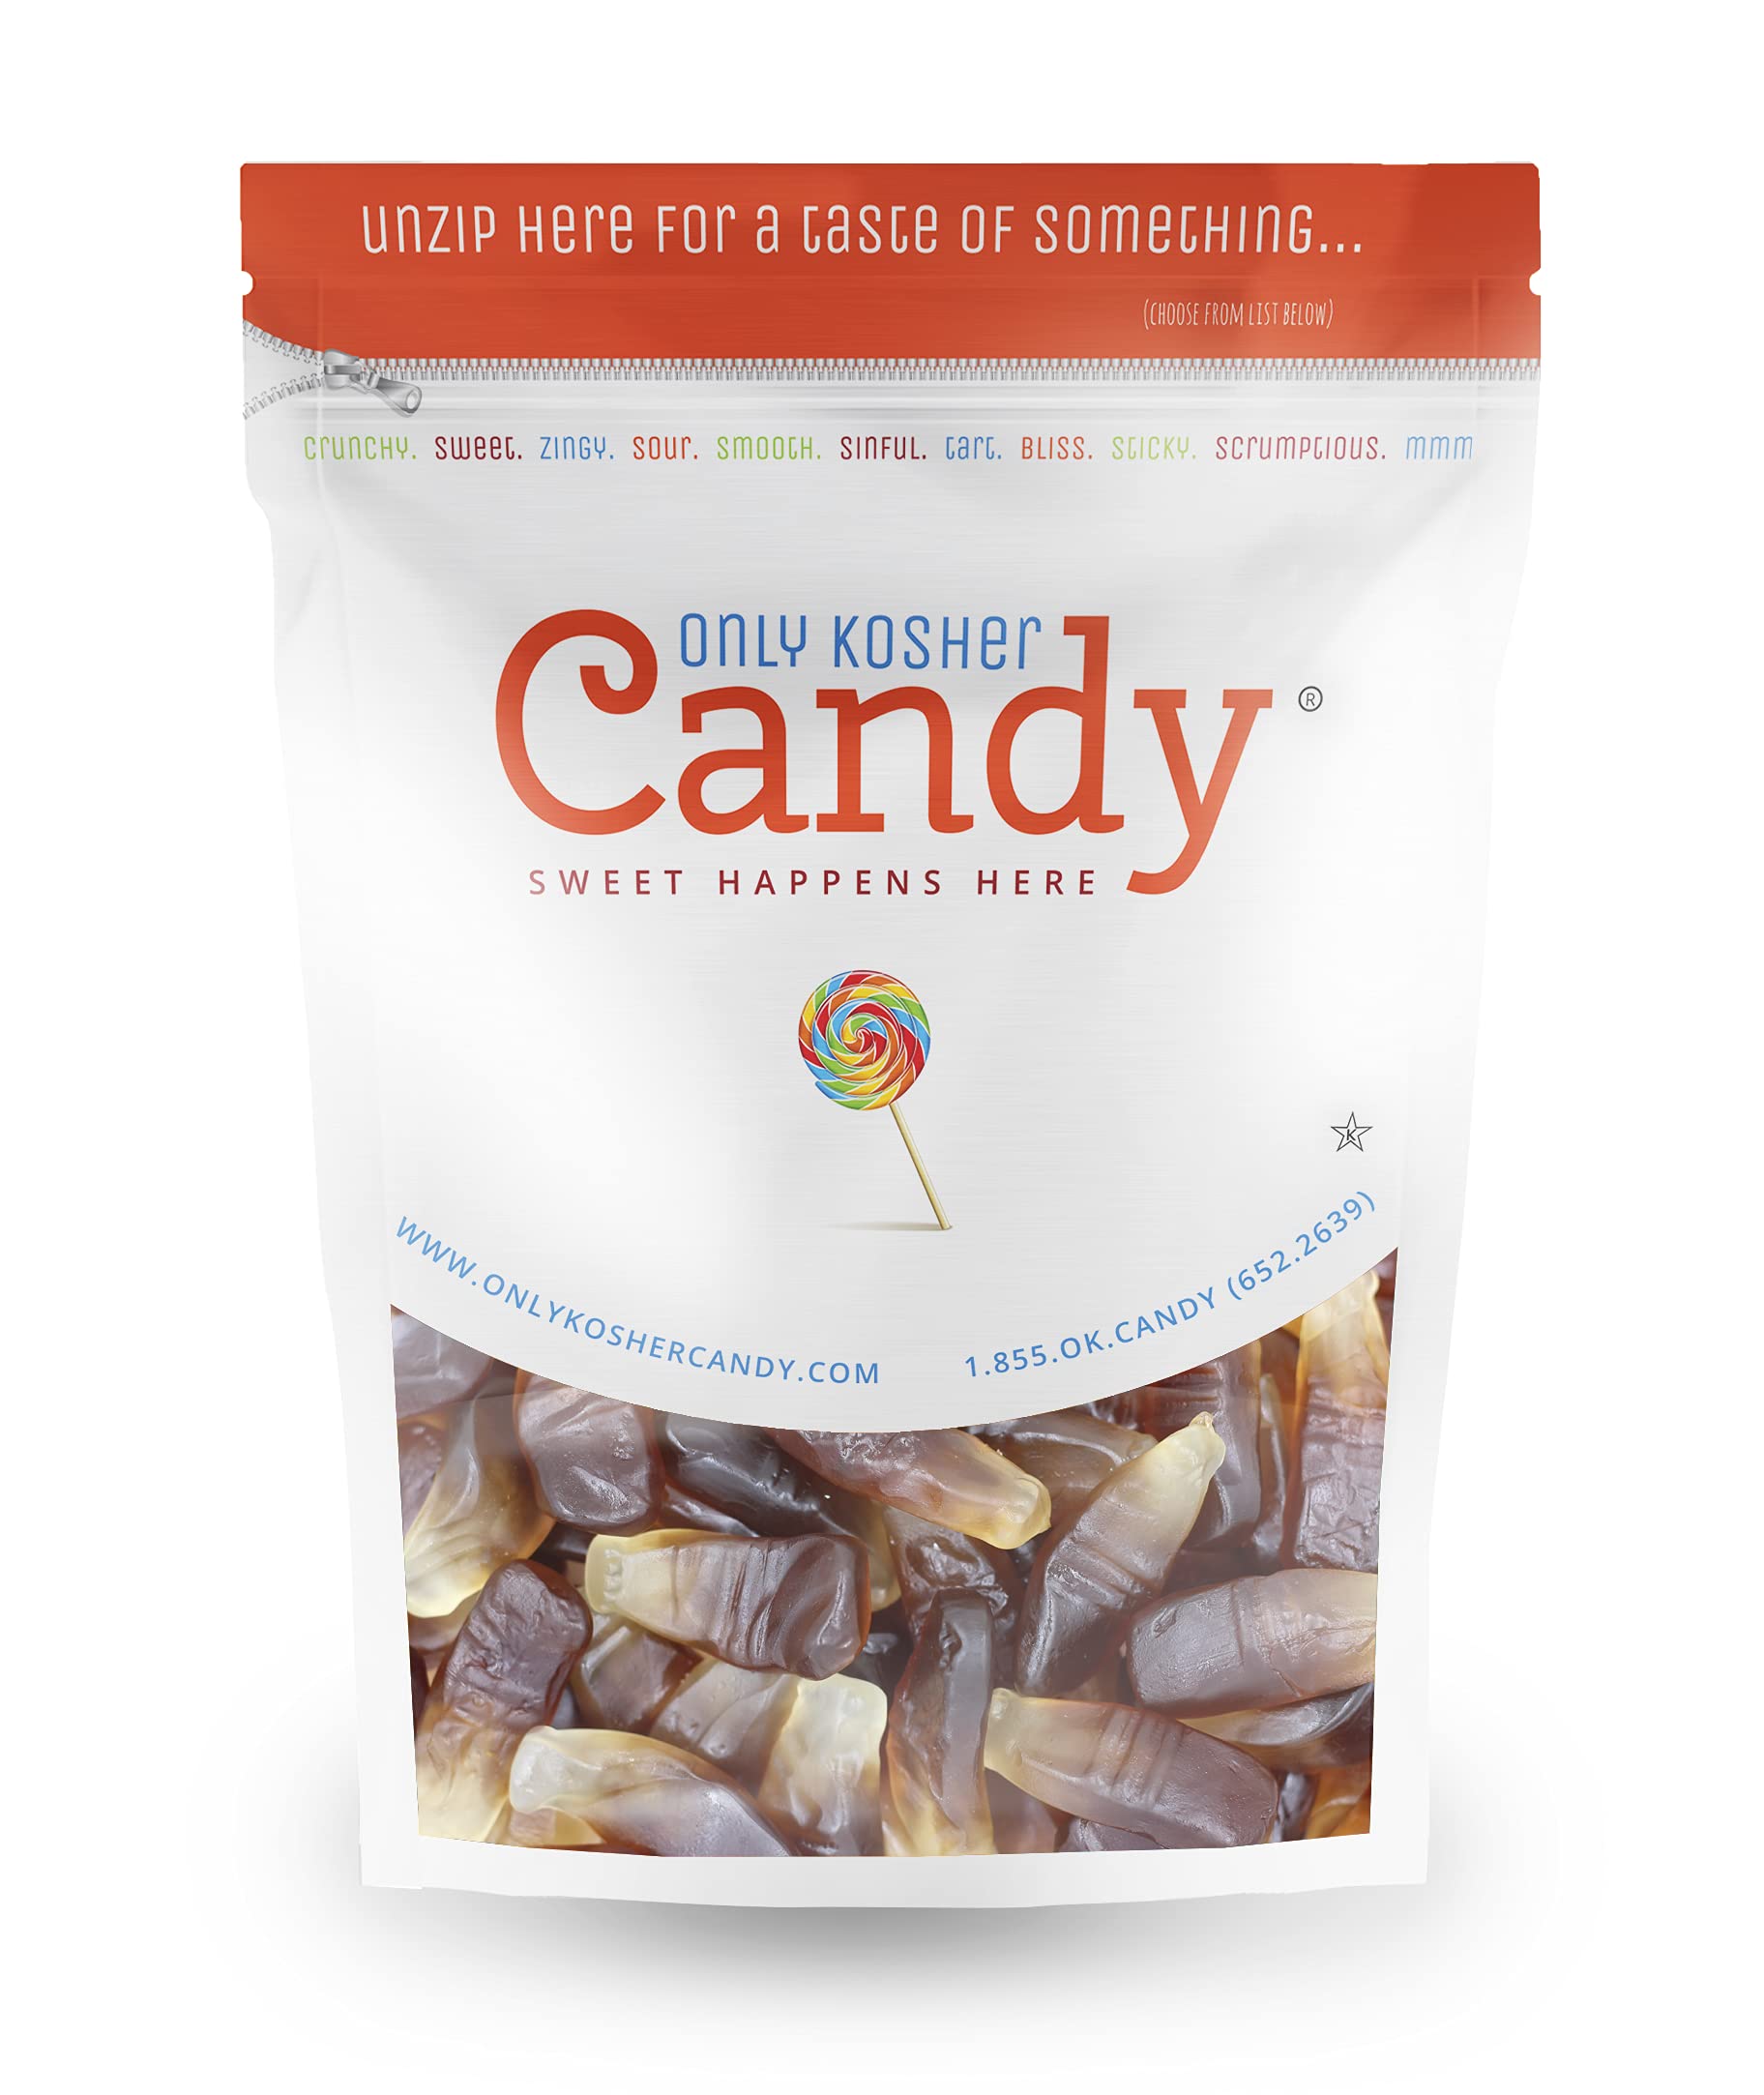 UNZIP Here For a taste OF SOMETHING...
(CHOOSE FROM LIST BELOW)
Crunchy. Sweet. Zingy. Sour. Smooth. Sinful. tart. Bliss. Sticky. Scrumptious. mmm
ONLY KOSHer
Candy®
SWEET HAPPENS HERE
K
WWW.ONLYKOSHERCANDY.COM
1.855.OK.CANDY (652.2639)